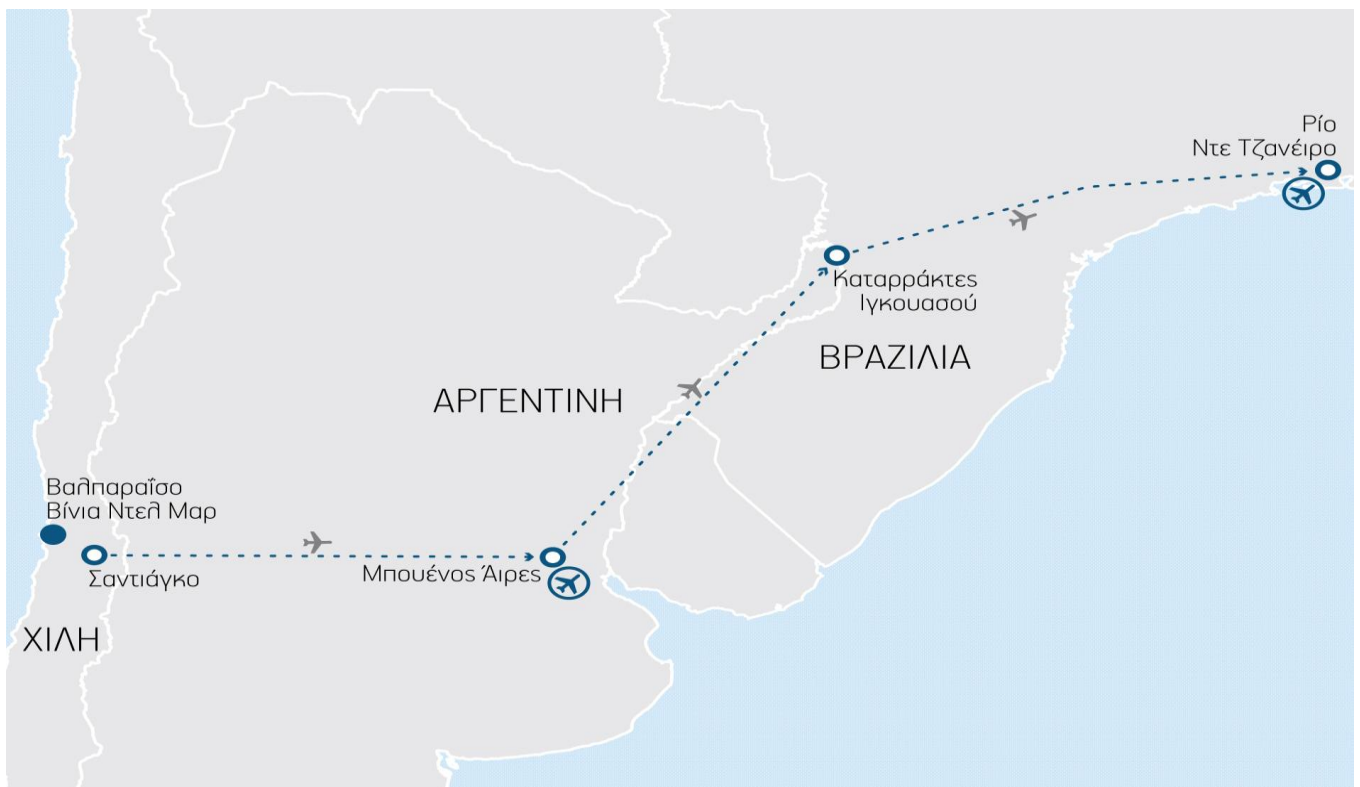 Ρίο
Ντε Τζανέιρο
Καταρράκτες
Ιγκουασού
ΒΡΑΖΙΛΙΑ
ΑΡΓΕΝΤΙΝΗ
Βαλπαραΐσο
Βίνια Ντελ Μαρ
Σαντιάγκο
Μπουένος Άιρες
ΧΙΛΗ